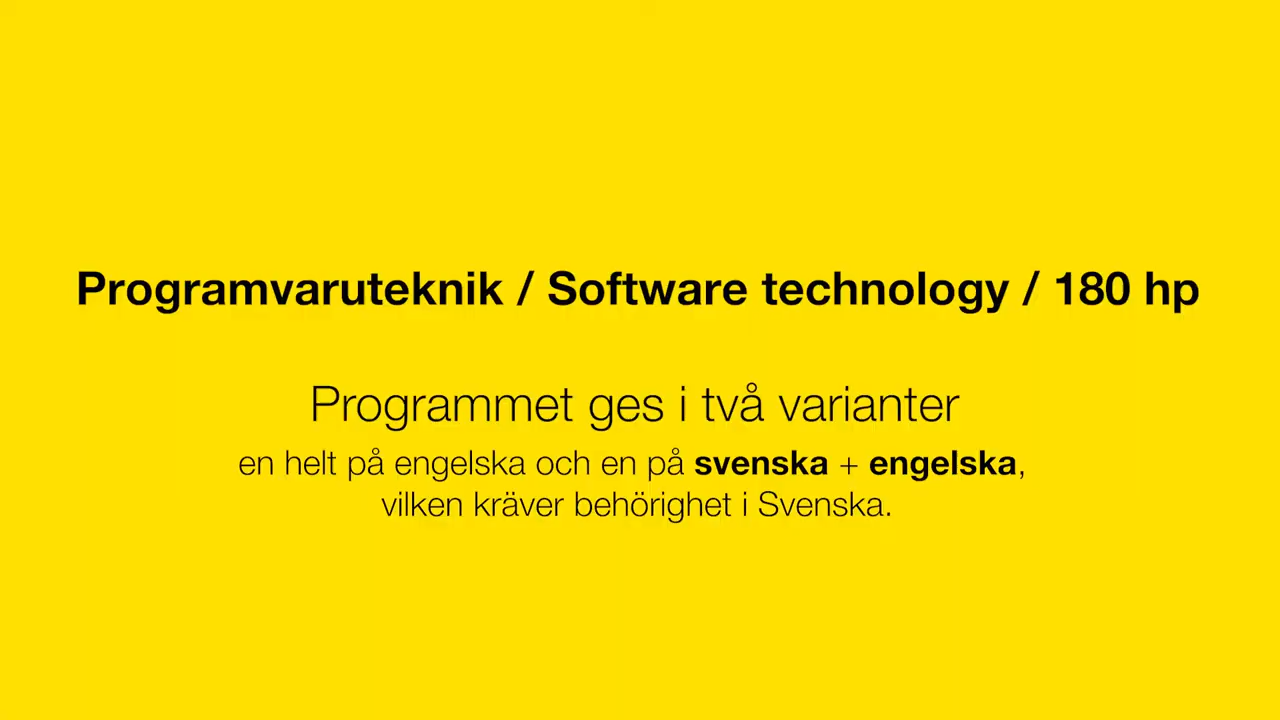 Programvaruteknik / Software technology / 180 hp
Programmet ges i två varianter
en helt på engelska och en på svenska + engelska,
vilken kräver behörighet i Svenska.